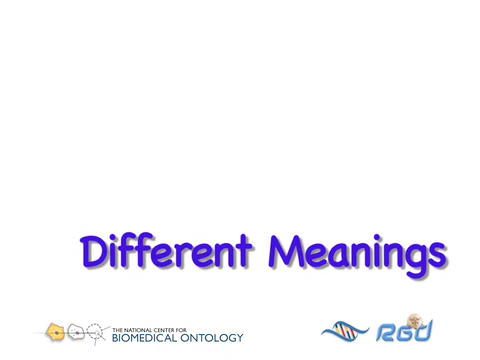 Different Meanings
THE NATIONAL CENTER FOR
BIOMEDICAL ONTOLOGY
RGD